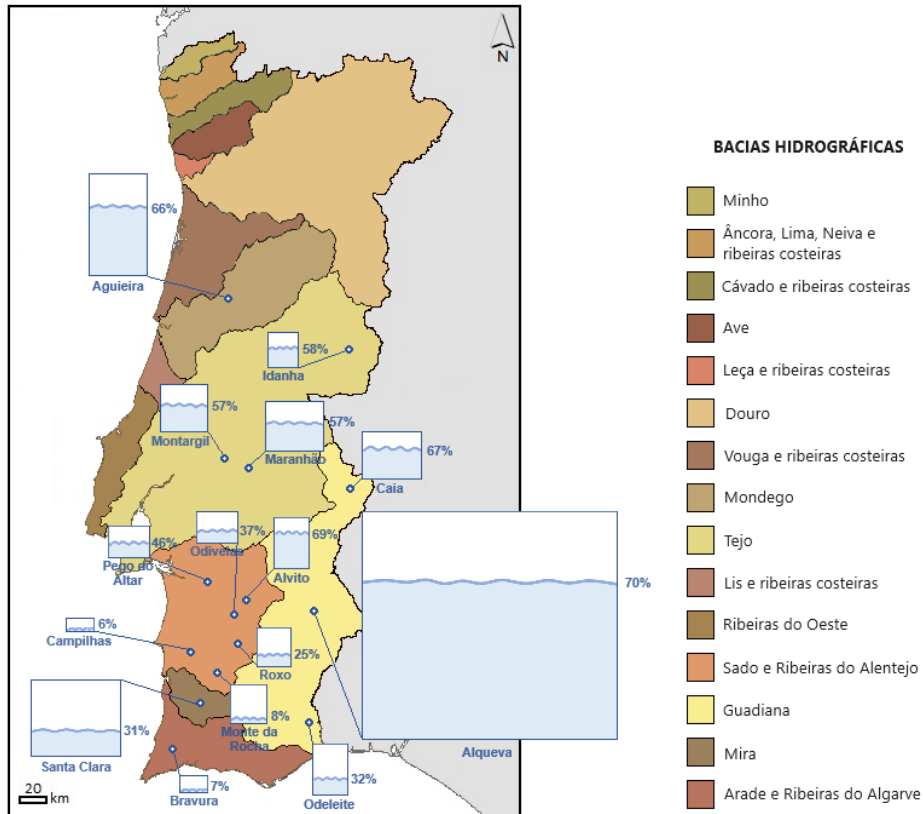 N
66%
Aguieira
58%
Idanha
57%
Montargil
57%
Maranhão
67%
Caia
46%
Pego do
Altar
37%
Odivelas
69%
Alvito
70%
Alqueva
6%
Campilhas
25%
Roxo
8%
Monte da
Rocha
31%
Santa Clara
7%
Bravura
32%
Odeleite
20
km
BACIAS HIDROGRÁFICAS
Minho
Âncora, Lima, Neiva e
ribeiras costeiras
Cávado e ribeiras costeiras
Ave
Leça e ribeiras costeiras
Douro
Vouga e ribeiras costeiras
Mondego
Tejo
Lis e ribeiras costeiras
Ribeiras do Oeste
Sado e Ribeiras do Alentejo
Guadiana
Mira
Arade e Ribeiras do Algarve